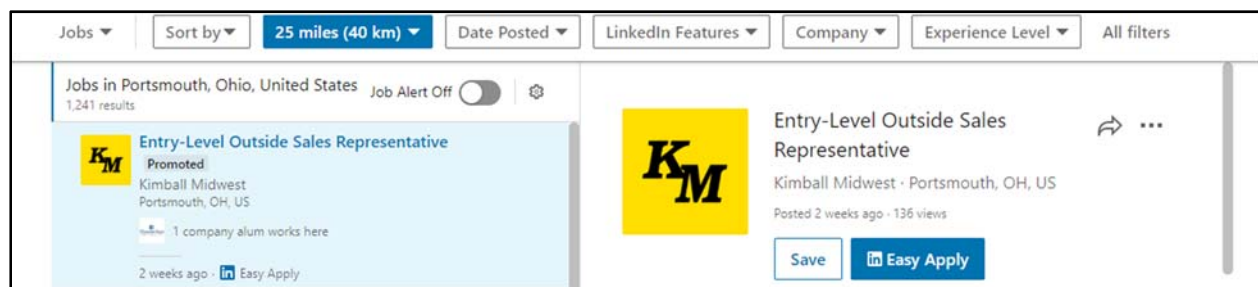 Jobs
Sort by
25 miles (40 km)
Date Posted
LinkedIn Features
Company
Experience Level
All filters
Jobs in Portsmouth, Ohio, United States
1,241 results
Job Alert Off
KM
Entry-Level Outside Sales Representative
Promoted
Kimball Midwest
Portsmouth, OH, US
1 company alum works here
2 weeks ago · in Easy Apply
KM
Entry-Level Outside Sales
Representative
Kimball Midwest · Portsmouth, OH, US
Posted 2 weeks ago · 136 views
Save
in Easy Apply